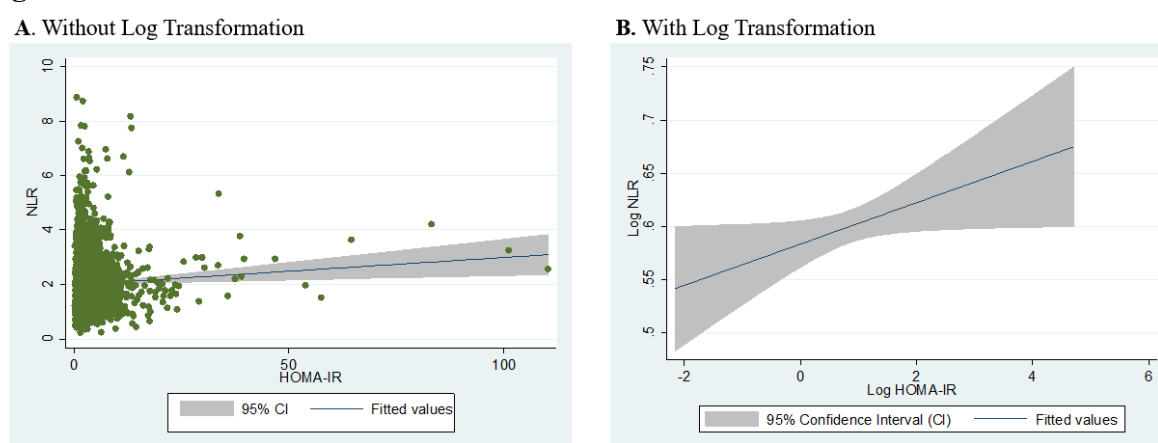 A. Without Log Transformation
10
8
6
4
2
0
NLR
0
50
100
HOMA-IR
95% CI
Fitted values
B. With Log Transformation
.75
.7
.65
.6
.55
.5
Log NLR
-2
0
2
4
6
Log HOMA-IR
95% Confidence Interval (CI)
Fitted values